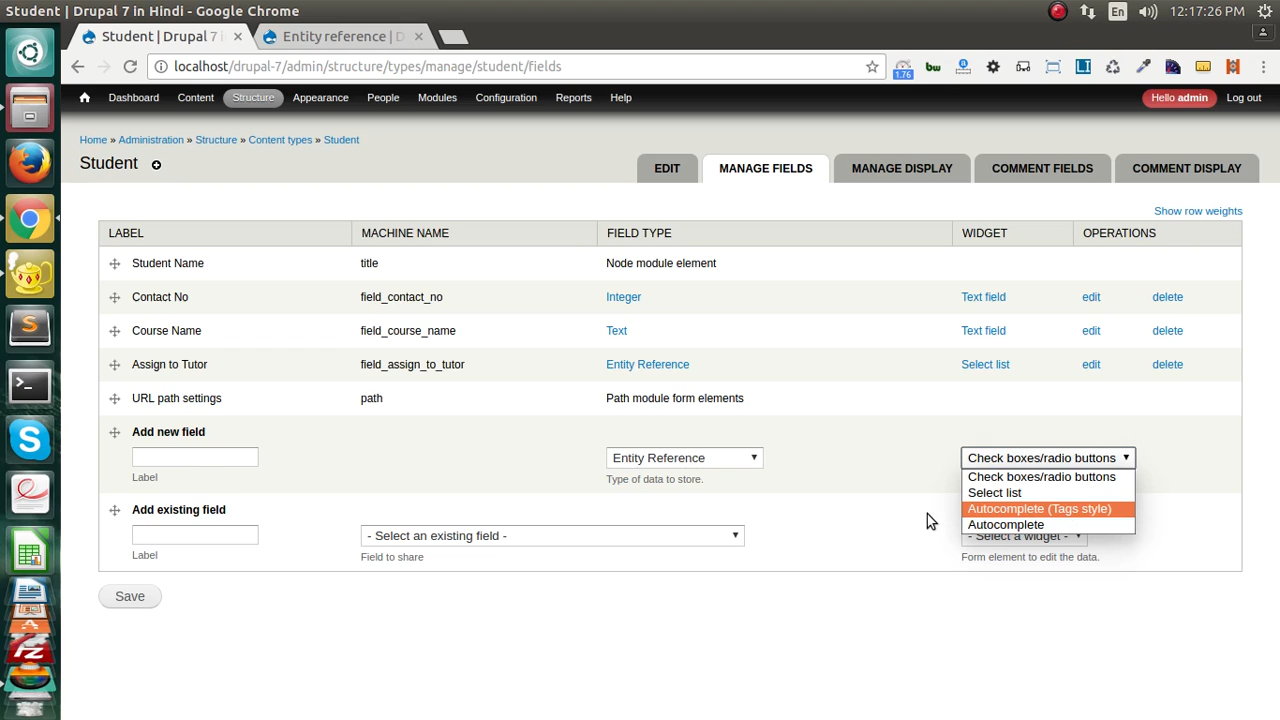 Student | Drupal 7 in Hindi - Google Chrome
En 12:17:26 PM
Student | Drupal 7 i × Entity reference | D ×
localhost/drupal-7/admin/structure/types/manage/student/fields
1.76 bw
Dashboard Content Structure Appearance People Modules Configuration Reports Help Hello admin Log out
Home » Administration » Structure » Content types » Student
Student
EDIT MANAGE FIELDS MANAGE DISPLAY COMMENT FIELDS COMMENT DISPLAY
Show row weights
LABEL MACHINE NAME FIELD TYPE WIDGET OPERATIONS
Student Name title Node module element
Contact No field_contact_no Integer Text field edit delete
Course Name field_course_name Text Text field edit delete
Assign to Tutor field_assign_to_tutor Entity Reference Select list edit delete
URL path settings path Path module form elements
Add new field
Entity Reference Check boxes/radio buttons
Label Type of data to store.
Check boxes/radio buttons
Select list
Autocomplete (Tags style)
Autocomplete
Add existing field
- Select an existing field - - Select a widget -
Label Field to share Form element to edit the data.
Save